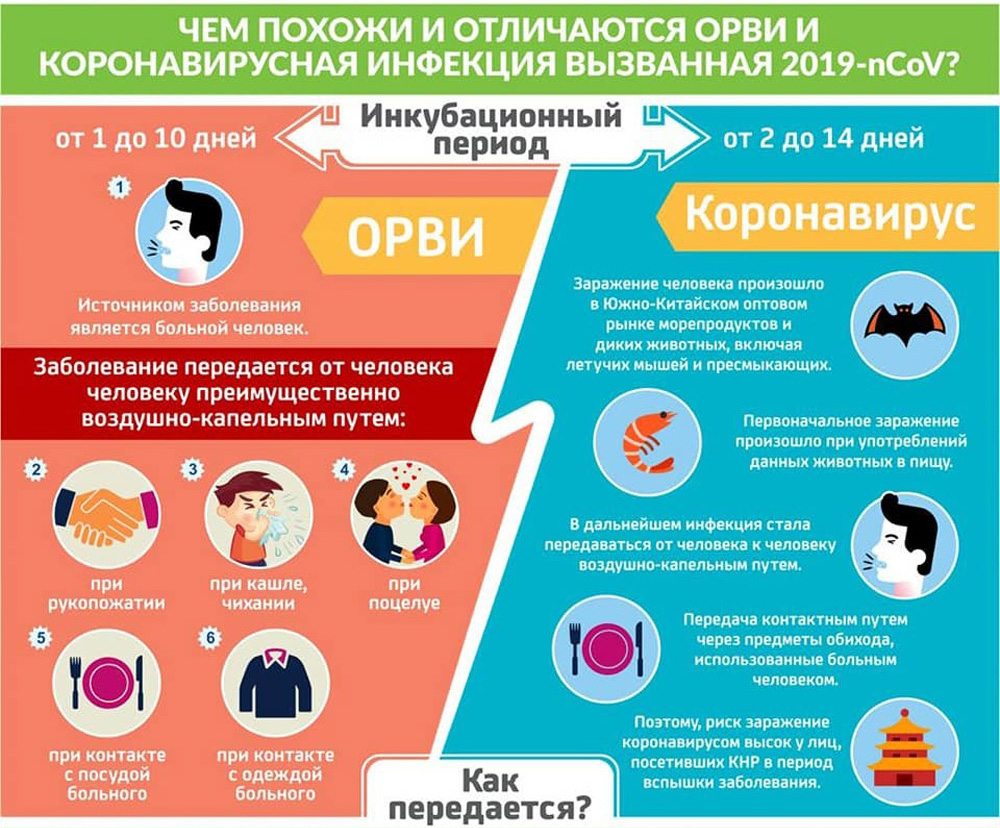 ЧЕМ ПОХОЖИ И ОТЛИЧАЮТСЯ ОРВИ И
КОРОНАВИРУСНАЯ ИНФЕКЦИЯ ВЫЗВАННАЯ 2019-nCoV?
Инкубационный
период
от 1 до 10 дней
от 2 до 14 дней
1
ОРВИ
Источником заболевания
является больной человек.
Заболевание передается от человека
человеку преимущественно
воздушно-капельным путем:
2
3
4
при
рукопожатии
при кашле,
чихании
при
поцелуе
5
6
при контакте
с посудой
больного
при контакте
с одеждой
больного
Коронавирус
Заражение человека произошло
в Южно-Китайском оптовом
рынке морепродуктов и
диких животных, включая
летучих мышей и пресмыкающих.
Первоначальное заражение
произошло при употреблений
данных животных в пищу.
В дальнейшем инфекция стала
передаваться от человека к человеку
воздушно-капельным путем.
Передача контактным путем
через предметы обихода,
использованные больным
человеком.
Поэтому, риск заражение
коронавирусом высок у лиц,
посетивших КНР в период
вспышки заболевания.
Как
передается?